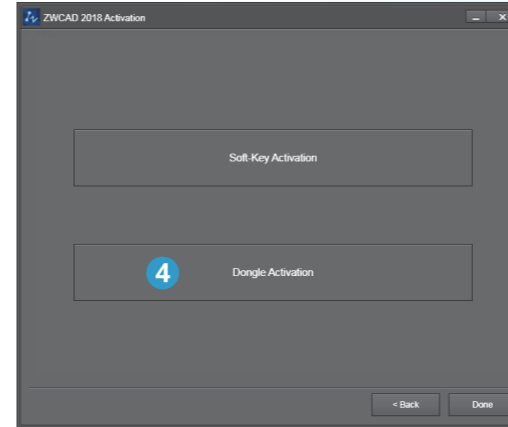 ZWCAD 2018 Activation
Soft-Key Activation
4 Dongle Activation
< Back Done